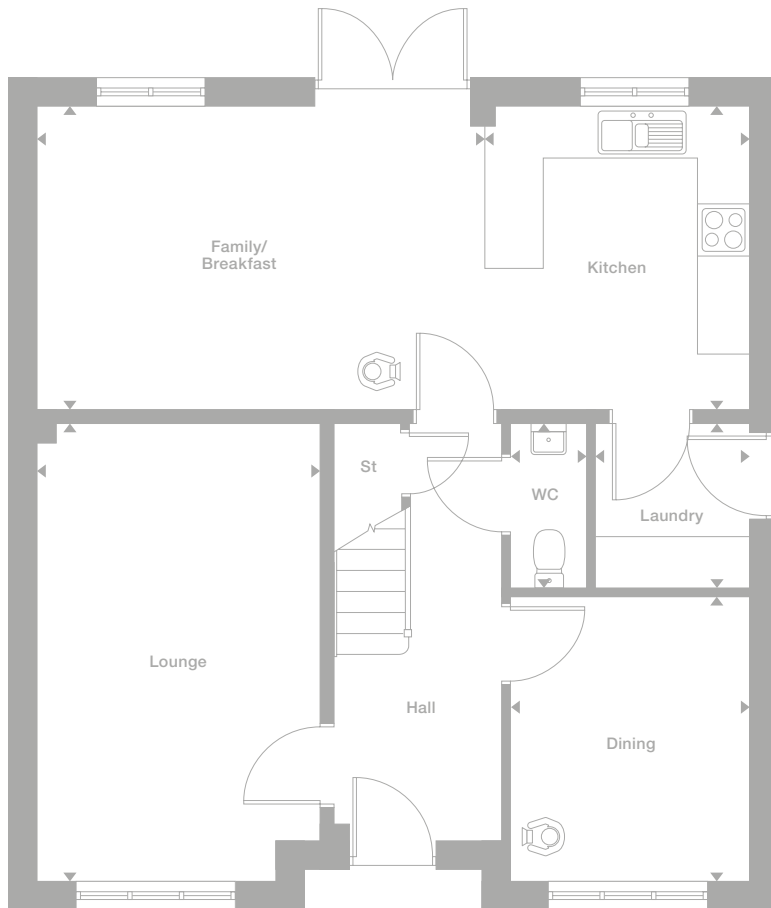 Family/
Breakfast
Kitchen
St
WC
Laundry
Lounge
Hall
Dining